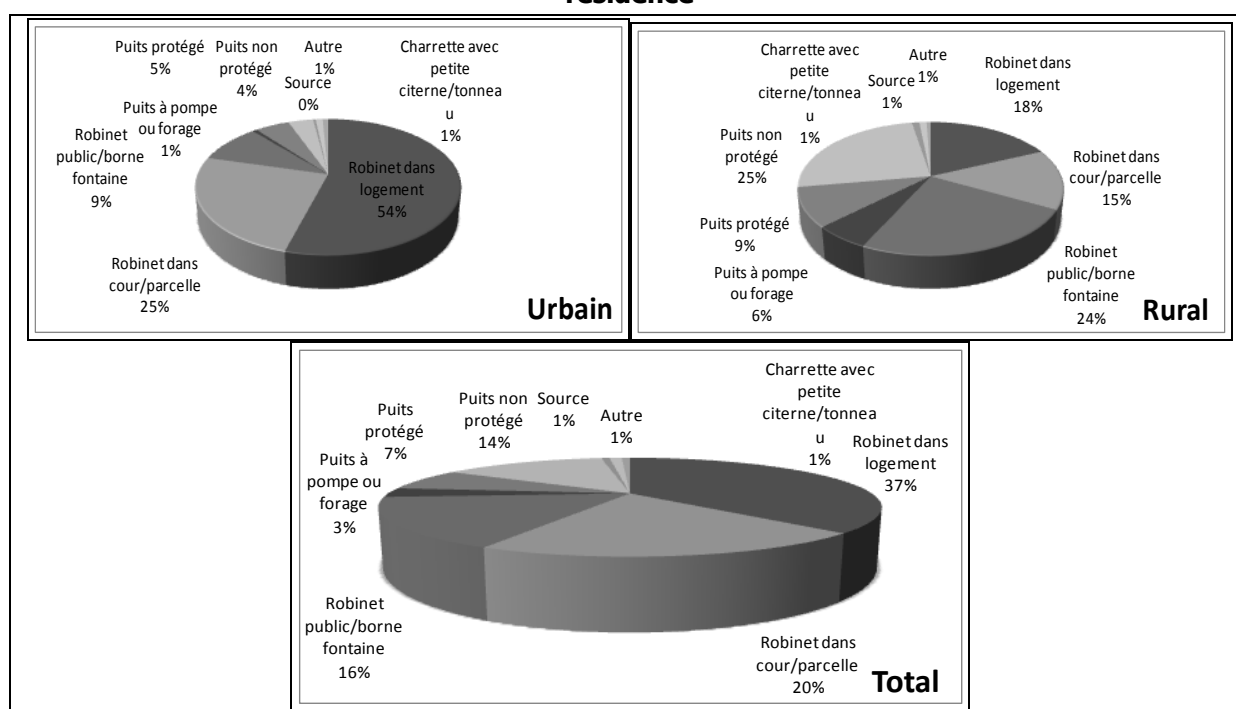 résidence
Puits protégé
5%
Puits non
protégé
4%
Autre
1%
Source
0%
Charrette avec
petite
citerne/tonnea
u
1%
Puits à pompe
ou forage
1%
Robinet
public/borne
fontaine
9%
Robinet dans
logement
54%
Robinet dans
cour/parcelle
25%
Urbain
Charrette avec
petite
citerne/tonnea
u
1%
Autre
1%
Source
1%
Robinet dans
logement
18%
Puits non
protégé
25%
Robinet dans
cour/parcelle
15%
Puits protégé
9%
Puits à pompe
ou forage
6%
Robinet
public/borne
fontaine
24%
Rural
Puits
protégé
7%
Puits non
protégé
14%
Source
1%
Autre
1%
Charrette avec
petite
citerne/tonnea
u
1%
Robinet dans
logement
37%
Puits à
pompe ou
forage
3%
Robinet
public/borne
fontaine
16%
Robinet dans
cour/parcelle
20%
Total